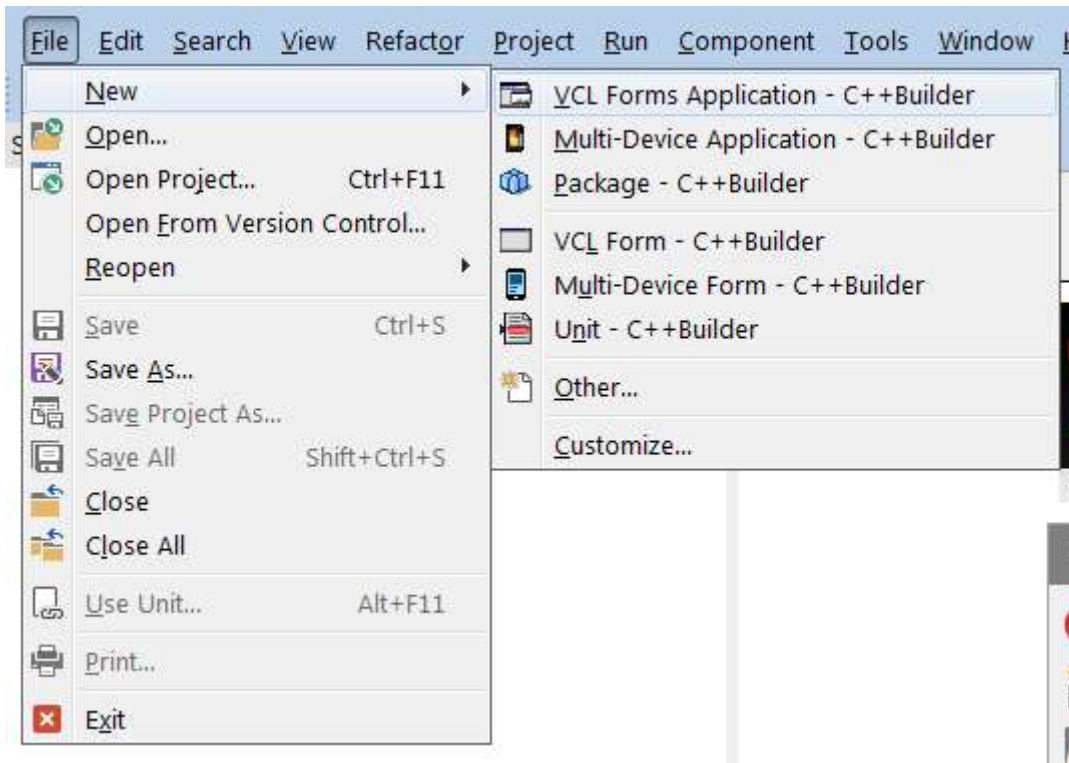 File Edit Search View Refactor Project Run Component Tools Window
New
Open...
Open Project... Ctrl+F11
Open From Version Control...
Reopen
Save Ctrl+S
Save As...
Save Project As...
Save All Shift+Ctrl+S
Close
Close All
Use Unit... Alt+F11
Print...
Exit
VCL Forms Application - C++Builder
Multi-Device Application - C++Builder
Package - C++Builder
VCL Form - C++Builder
Multi-Device Form - C++Builder
Unit - C++Builder
Other...
Customize...